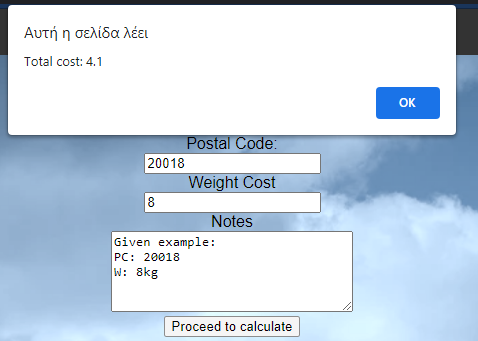 Αυτή η σελίδα λέει
Total cost: 4.1
OK
Postal Code:
20018
Weight Cost
8
Notes
Given example:
PC: 20018
W: 8kg
Proceed to calculate